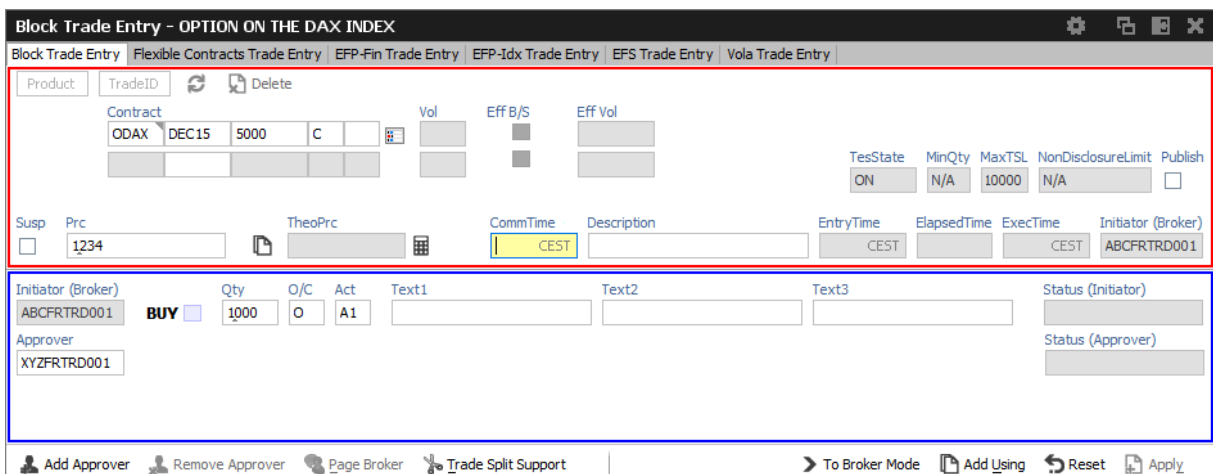 Block Trade Entry - OPTION ON THE DAX INDEX
Block Trade Entry Flexible Contracts Trade Entry EFP-Fin Trade Entry EFP-Idx Trade Entry EFS Trade Entry Vola Trade Entry
Product TradeID Delete
Contract Vol Eff B/S Eff Vol
ODAX DEC15 5000 C
TesState MinQty MaxTSL NonDisclosureLimit Publish
ON N/A 10000 N/A
Susp Prc TheoPrc CommTime Description EntryTime ElapsedTime ExecTime Initiator (Broker)
1234 CEST CEST CEST ABCFRTRD001
Initiator (Broker) Qty O/C Act Text1 Text2 Text3 Status (Initiator)
ABCFRTRD001 BUY 1000 O A1
Approver Status (Approver)
XYZFRTRD001
Add Approver Remove Approver Page Broker Trade Split Support To Broker Mode Add Using Reset Apply